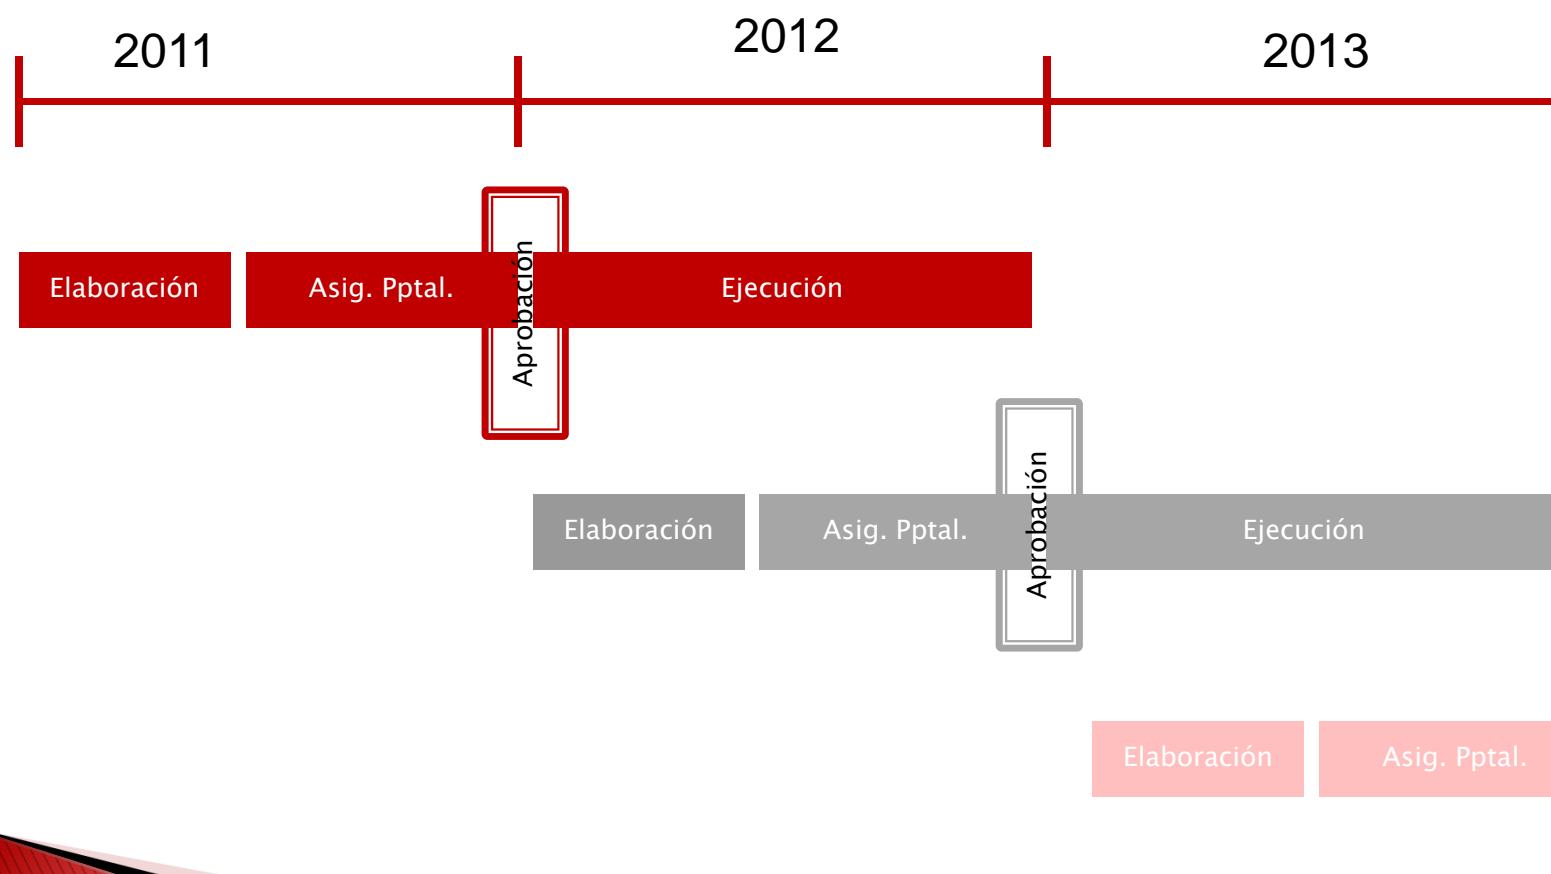 2011
2012
2013
Elaboración
Asig. Pptal.
Aprobación
Ejecución
Elaboración
Asig. Pptal.
Aprobación
Ejecución
Elaboración
Asig. Pptal.